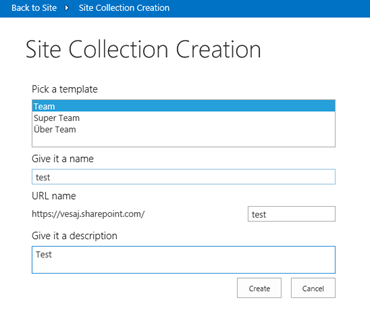 Back to Site ▸ Site Collection Creation
Site Collection Creation
Pick a template
Team
Super Team
Über Team
Give it a name
test
URL name
https://vesaj.sharepoint.com/ test
Give it a description
Test
Create Cancel